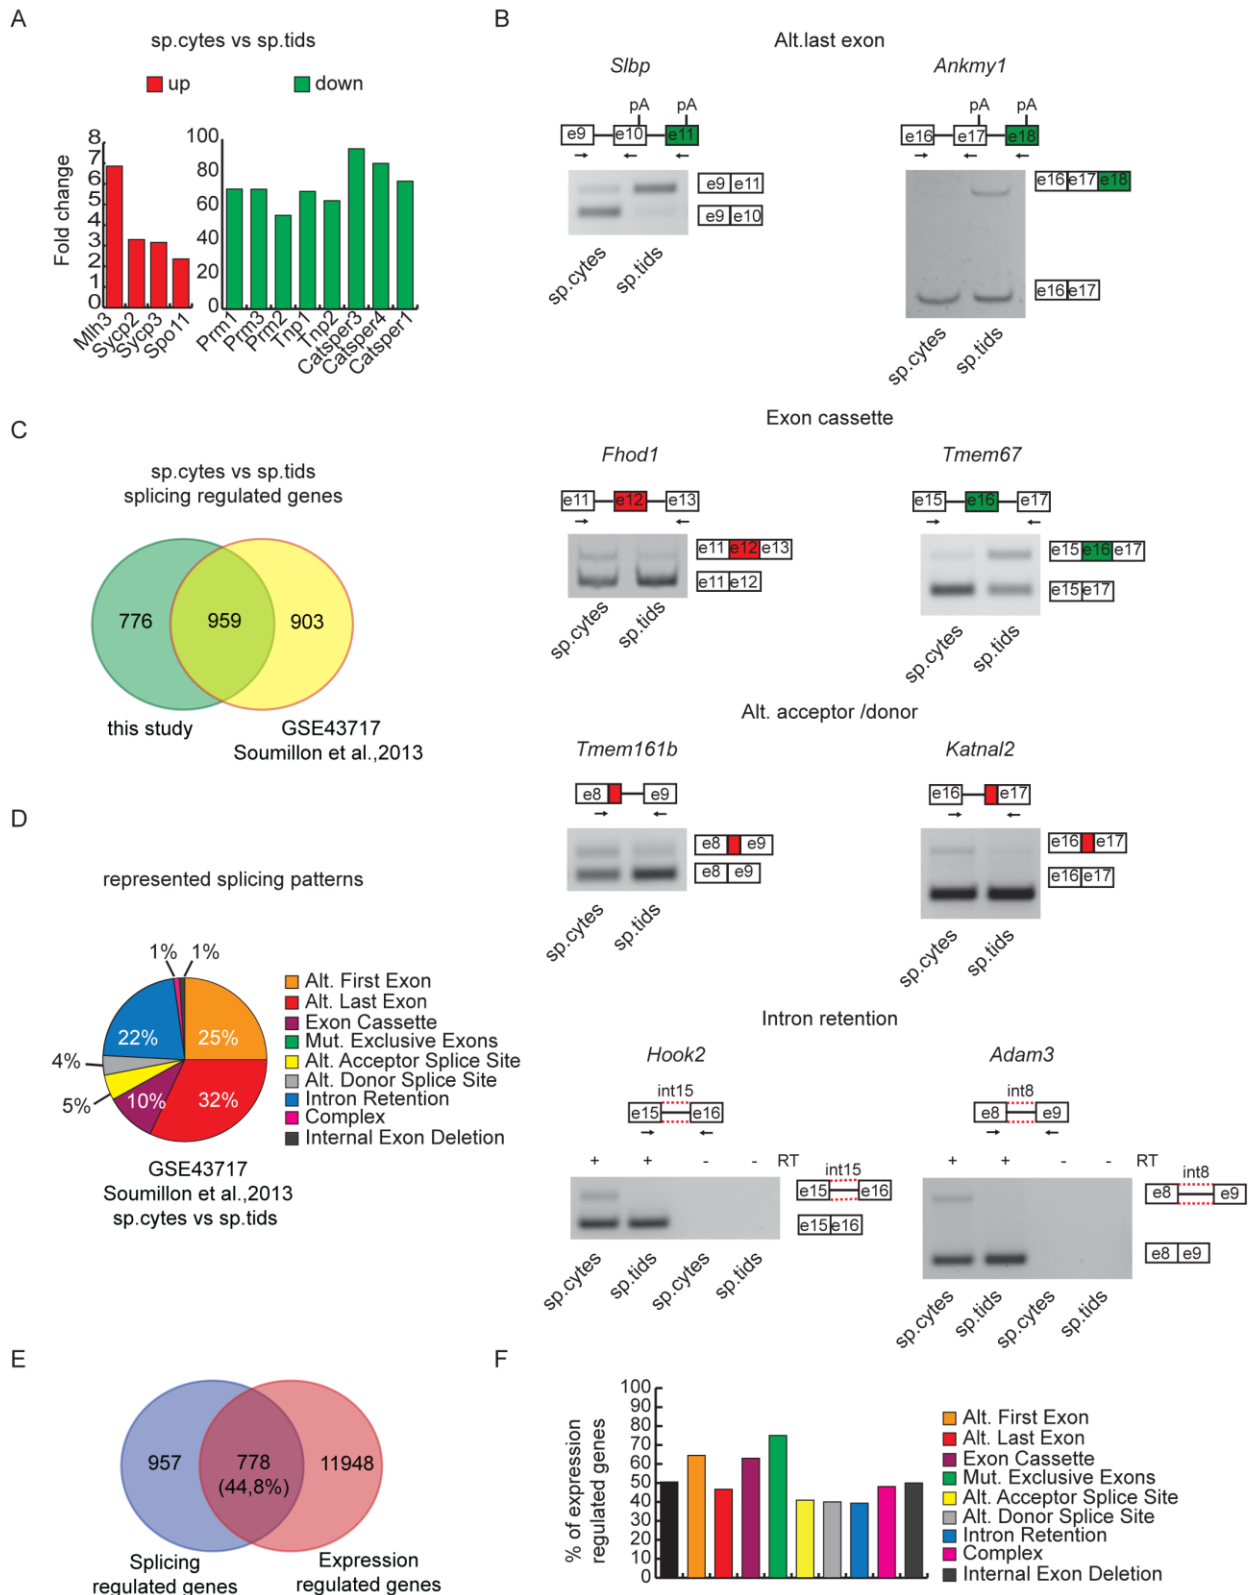 A
sp.cytes vs sp.tids
up
down
Fold change
8
7
6
5
4
3
2
1
0
100
80
60
40
20
0
Mlh3
Sycp2
Sycp3
Spo11
Prm1
Prm3
Prm2
Tnp1
Tnp2
Catsper3
Catsper4
Catsper1
B
Alt.last exon
Slbp
pA pA
e9 e10 e11
e9 e11
e9 e10
sp.cytes
sp.tids
Ankmy1
pA pA
e16 e17 e18
e16 e17 e18
e16 e17
sp.cytes
sp.tids
Exon cassette
Fhod1
e11 e12 e13
e11 e12 e13
e11 e12
sp.cytes
sp.tids
Tmem67
e15 e16 e17
e15 e16 e17
e15 e17
sp.cytes
sp.tids
Alt. acceptor /donor
Tmem161b
e8 e9
e8 e9
e8 e9
sp.cytes
sp.tids
Katnal2
e16 e17
e16 e17
e16 e17
sp.cytes
sp.tids
Intron retention
Hook2
int15
e15 e16
+ + - - RT
int15
e15 e16
e15 e16
sp.cytes
sp.tids
sp.cytes
sp.tids
Adam3
int8
e8 e9
+ + - - RT
int8
e8 e9
e8 e9
sp.cytes
sp.tids
sp.cytes
sp.tids
C
sp.cytes vs sp.tids
splicing regulated genes
776 959 903
this study
GSE43717
Soumillon et al.,2013
D
represented splicing patterns
1% 1%
22% 25%
4%
5%
10% 32%
Alt. First Exon
Alt. Last Exon
Exon Cassette
Mut. Exclusive Exons
Alt. Acceptor Splice Site
Alt. Donor Splice Site
Intron Retention
Complex
Internal Exon Deletion
GSE43717
Soumillon et al.,2013
sp.cytes vs sp.tids
E
957 778 11948
(44,8%)
Splicing
regulated genes
Expression
regulated genes
F
% of expression
regulated genes
100
90
80
70
60
50
40
30
20
10
0
Alt. First Exon
Alt. Last Exon
Exon Cassette
Mut. Exclusive Exons
Alt. Acceptor Splice Site
Alt. Donor Splice Site
Intron Retention
Complex
Internal Exon Deletion